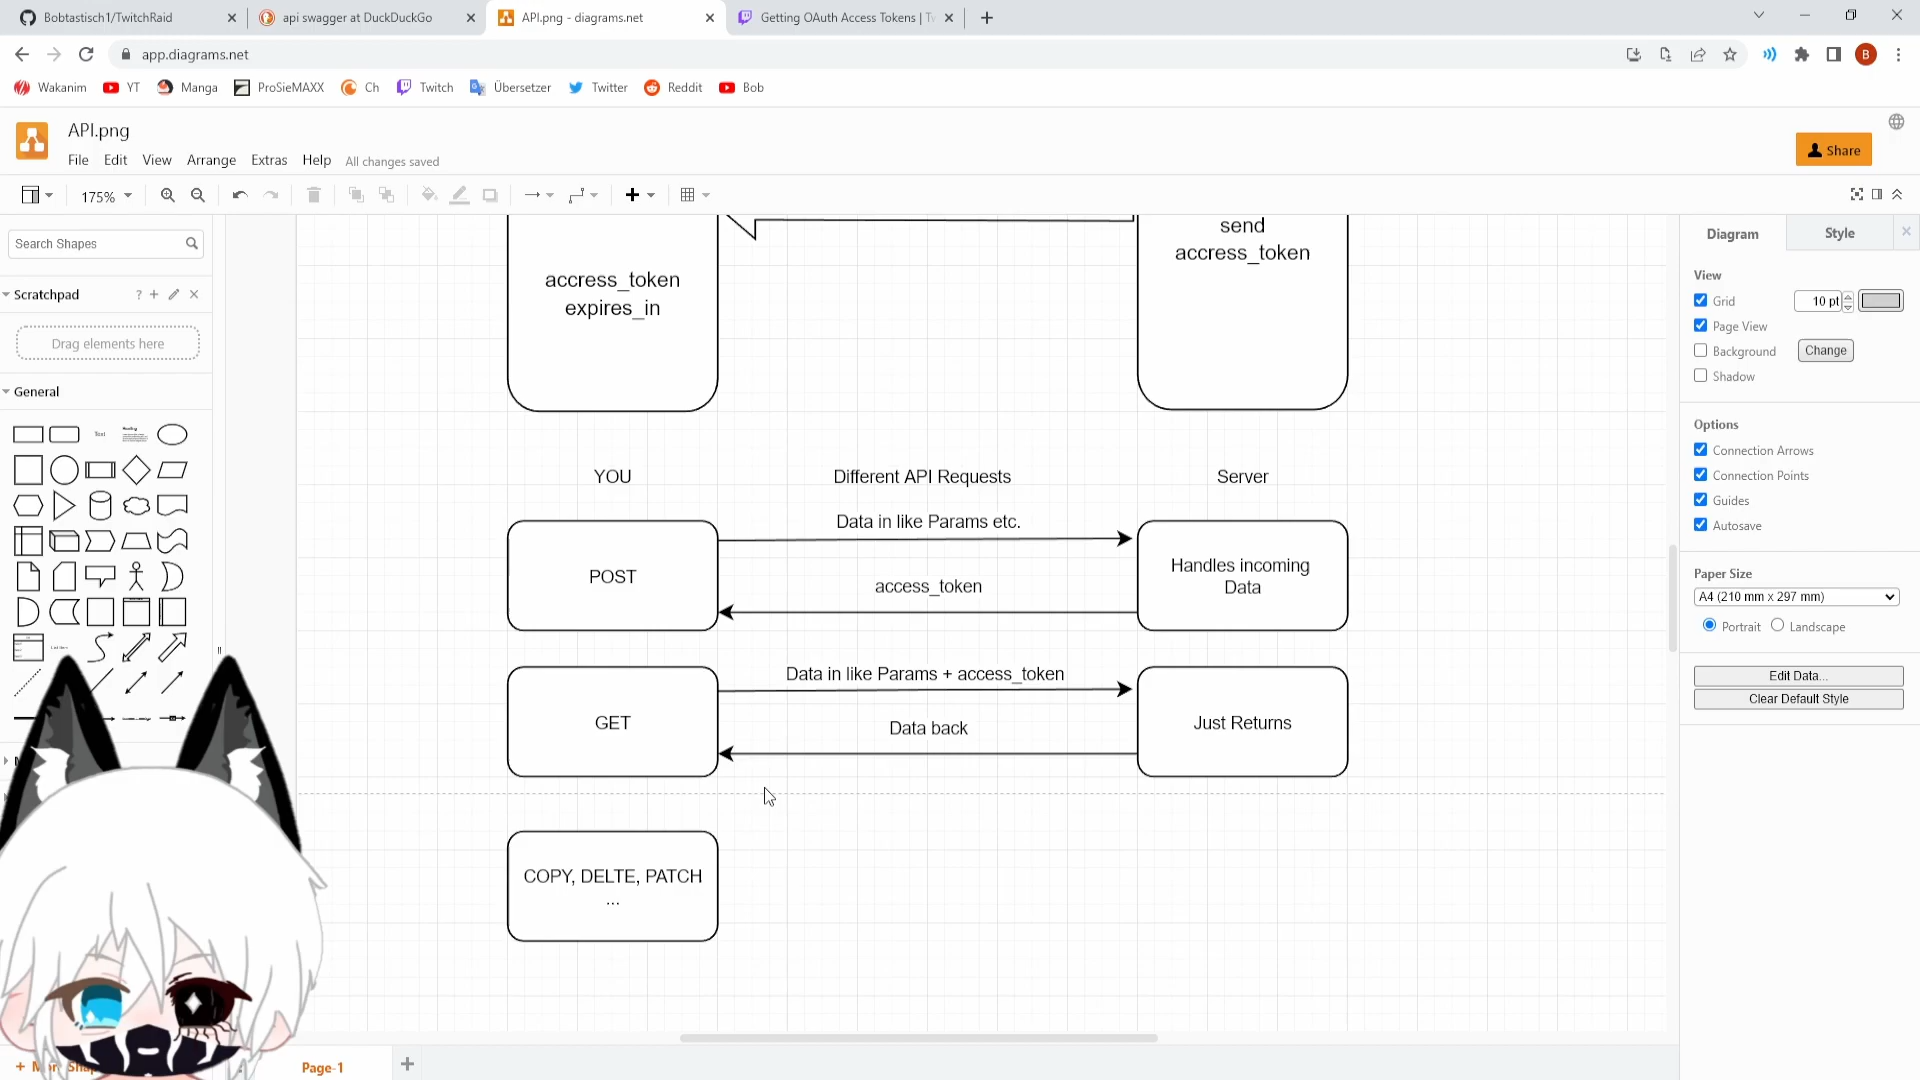 Bobtastisch1/TwitchRaid
api swagger at DuckDuckGo
API.png - diagrams.net
Getting OAuth Access Tokens | Tw
app.diagrams.net
B
Wakanim
YT
Manga
ProSieMAXX
Ch
Twitch
Übersetzer
Twitter
Reddit
Bob
API.png
File
Edit
View
Arrange
Extras
Help
All changes saved
Share
175%
Search Shapes
Scratchpad
?
Drag elements here
General
Text
Heading
List Item
send
accress_token
accress_token
expires_in
YOU
Different API Requests
Server
Data in like Params etc.
POST
Handles incoming
Data
access_token
Data in like Params + access_token
GET
Just Returns
Data back
COPY, DELTE, PATCH
...
Page-1
Diagram
Style
View
Grid
10 pt
Page View
Background
Change
Shadow
Options
Connection Arrows
Connection Points
Guides
Autosave
Paper Size
A4 (210 mm x 297 mm)
Portrait
Landscape
Edit Data...
Clear Default Style